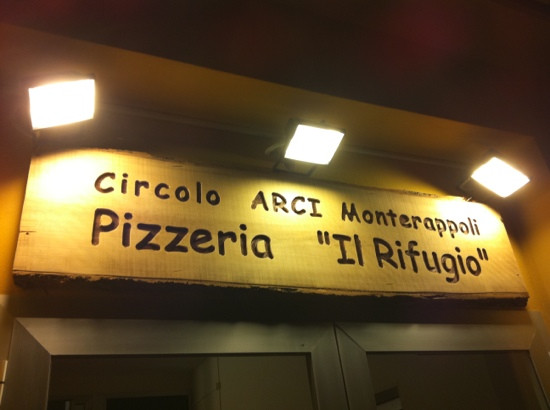 Circolo ARCI Monterappoli
Pizzeria "Il Rifugio"